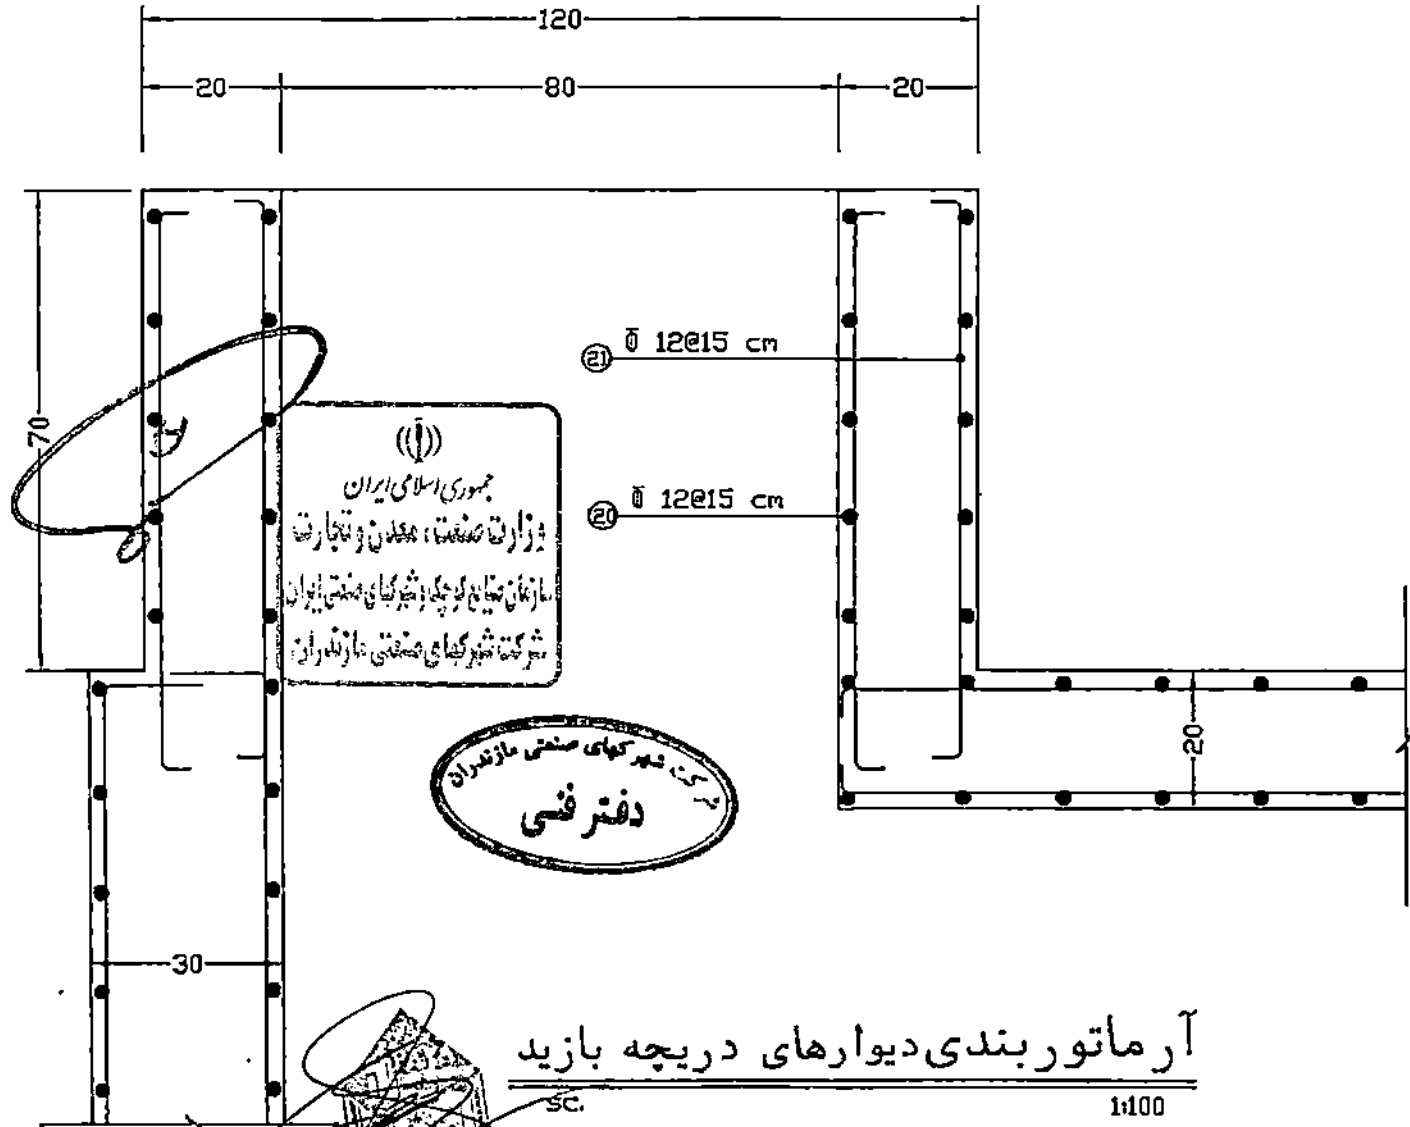 120
20
80
20
70
Φ 12@15 cm
21
Φ 12@15 cm
20
جمهوری اسلامی ایران
وزارت صنعت، معدن و تجارت
سازمان صنایع کوچک و شهرکهای صنعتی ایران
شرکت شهرکهای صنعتی مازندران
20
شرکت شهرکهای صنعتی مازندران
دفتر فنی
30
آرماتوربندی دیوارهای دریچه بازید
SC.
1:100